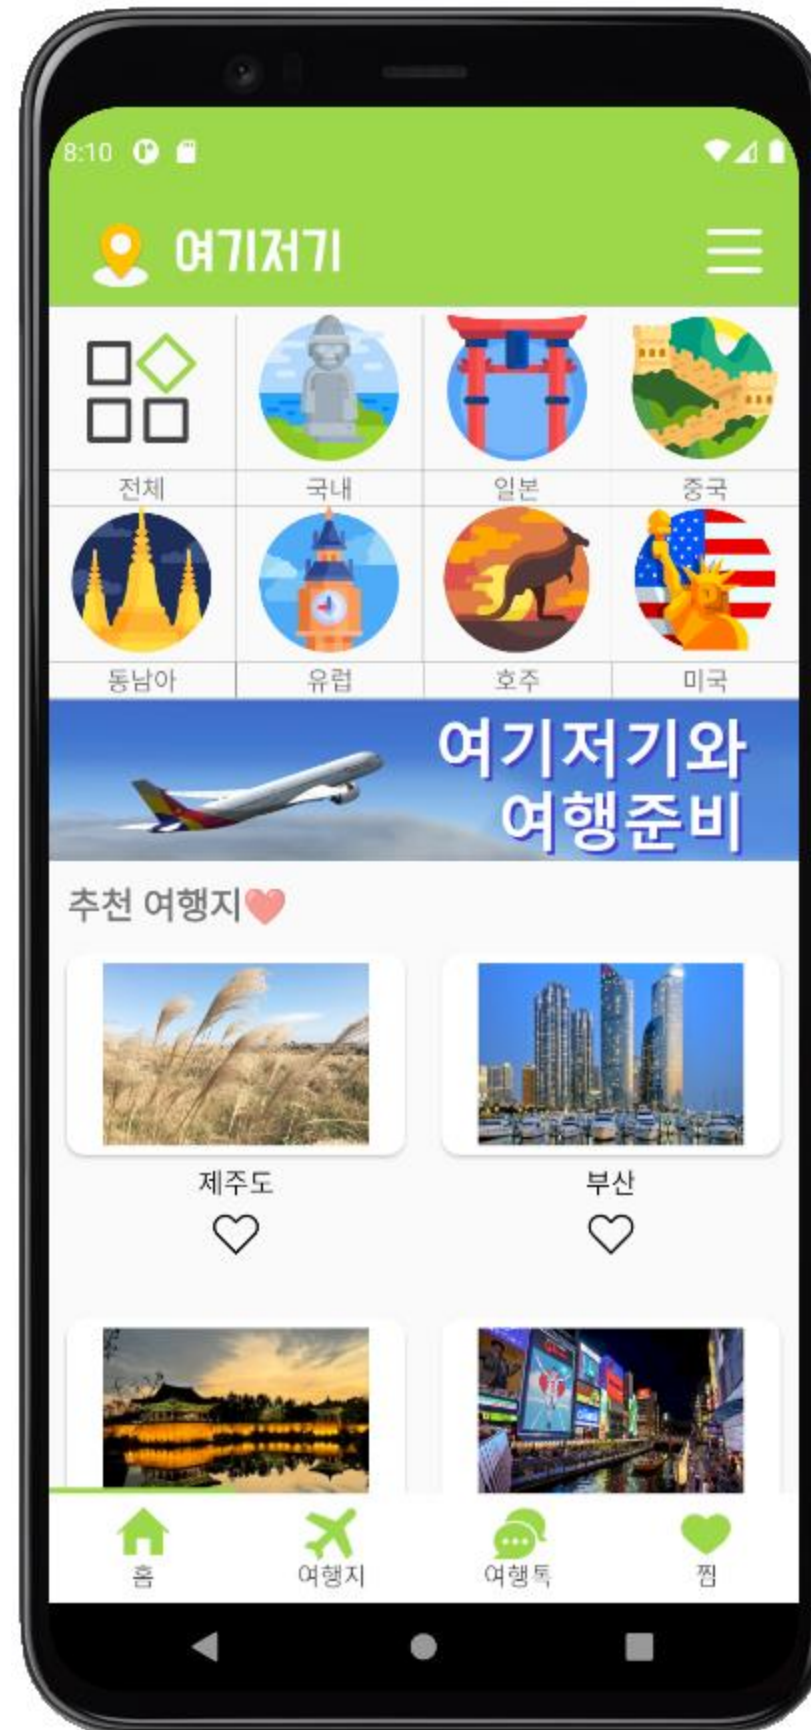 8:10
여기저기
전체 국내 일본 중국
동남아 유럽 호주 미국
여기저기와
여행준비
추천 여행지
제주도 부산
홈 여행지 여행톡 찜